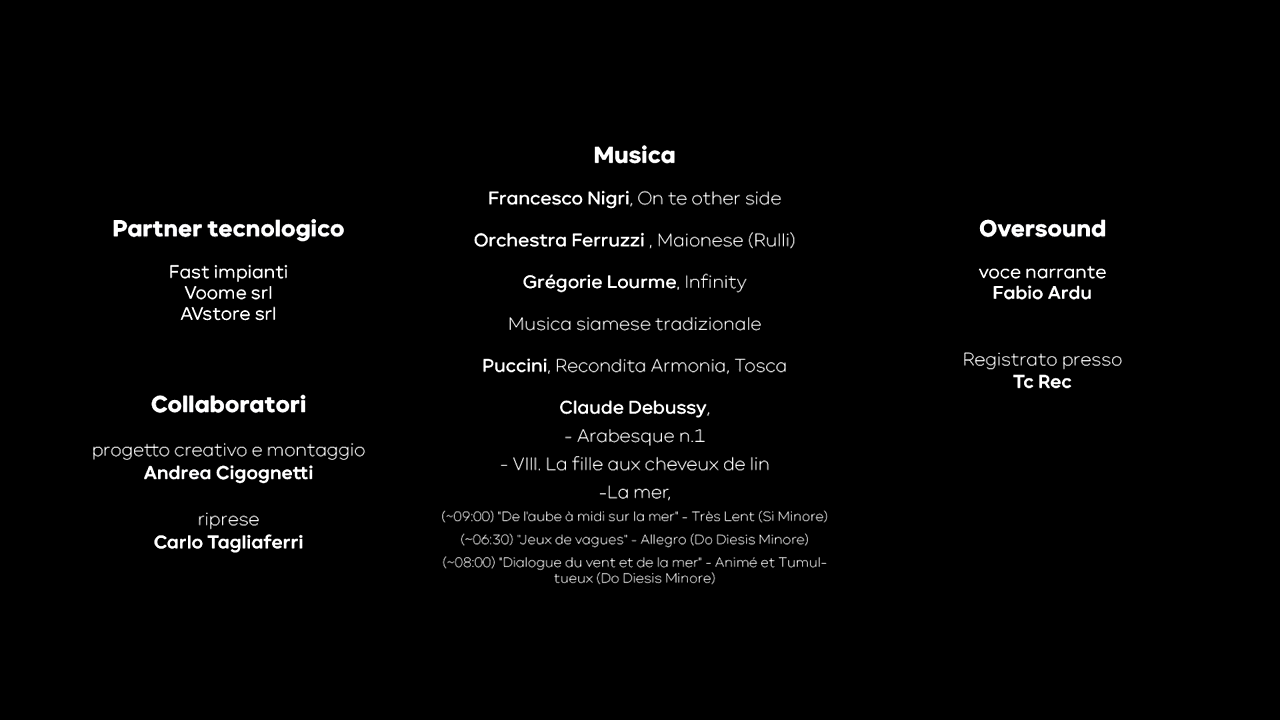 Partner tecnologico
Fast impianti
Voome srl
AVstore srl
Collaboratori
progetto creativo e montaggio
Andrea Cigognetti
riprese
Carlo Tagliaferri
Musica
Francesco Nigri, On te other side
Orchestra Ferruzzi , Maionese (Rulli)
Grégorie Lourme, Infinity
Musica siamese tradizionale
Puccini, Recondita Armonia, Tosca
Claude Debussy,
- Arabesque n.1
- VIII. La fille aux cheveux de lin
-La mer,
(~09:00) "De l'aube à midi sur la mer" - Très Lent (Si Minore)
(~06:30) "Jeux de vagues" - Allegro (Do Diesis Minore)
(~08:00) "Dialogue du vent et de la mer" - Animé et Tumul-
tueux (Do Diesis Minore)
Oversound
voce narrante
Fabio Ardu
Registrato presso
Tc Rec